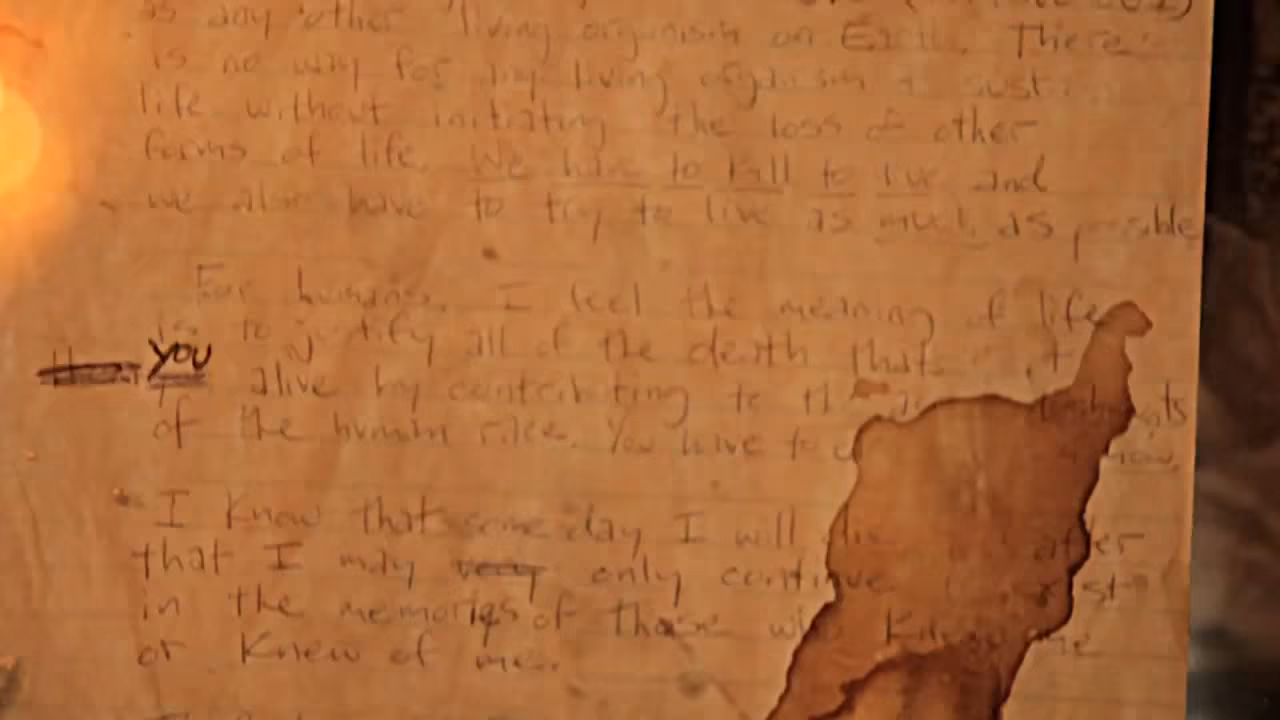 as any other living organism on Earth. There
is no way for any living organism to
life without initiating the loss of other
forms of life. We have to kill to live and
we also have to try to live as much as possible
For humans, I feel the meaning of life
is to justify all of the death that
you
alive by contributing to
of the human race. You have to
I know that some day I will die after
that I may very only continue
in the memories of those who knew me
or knew of me.